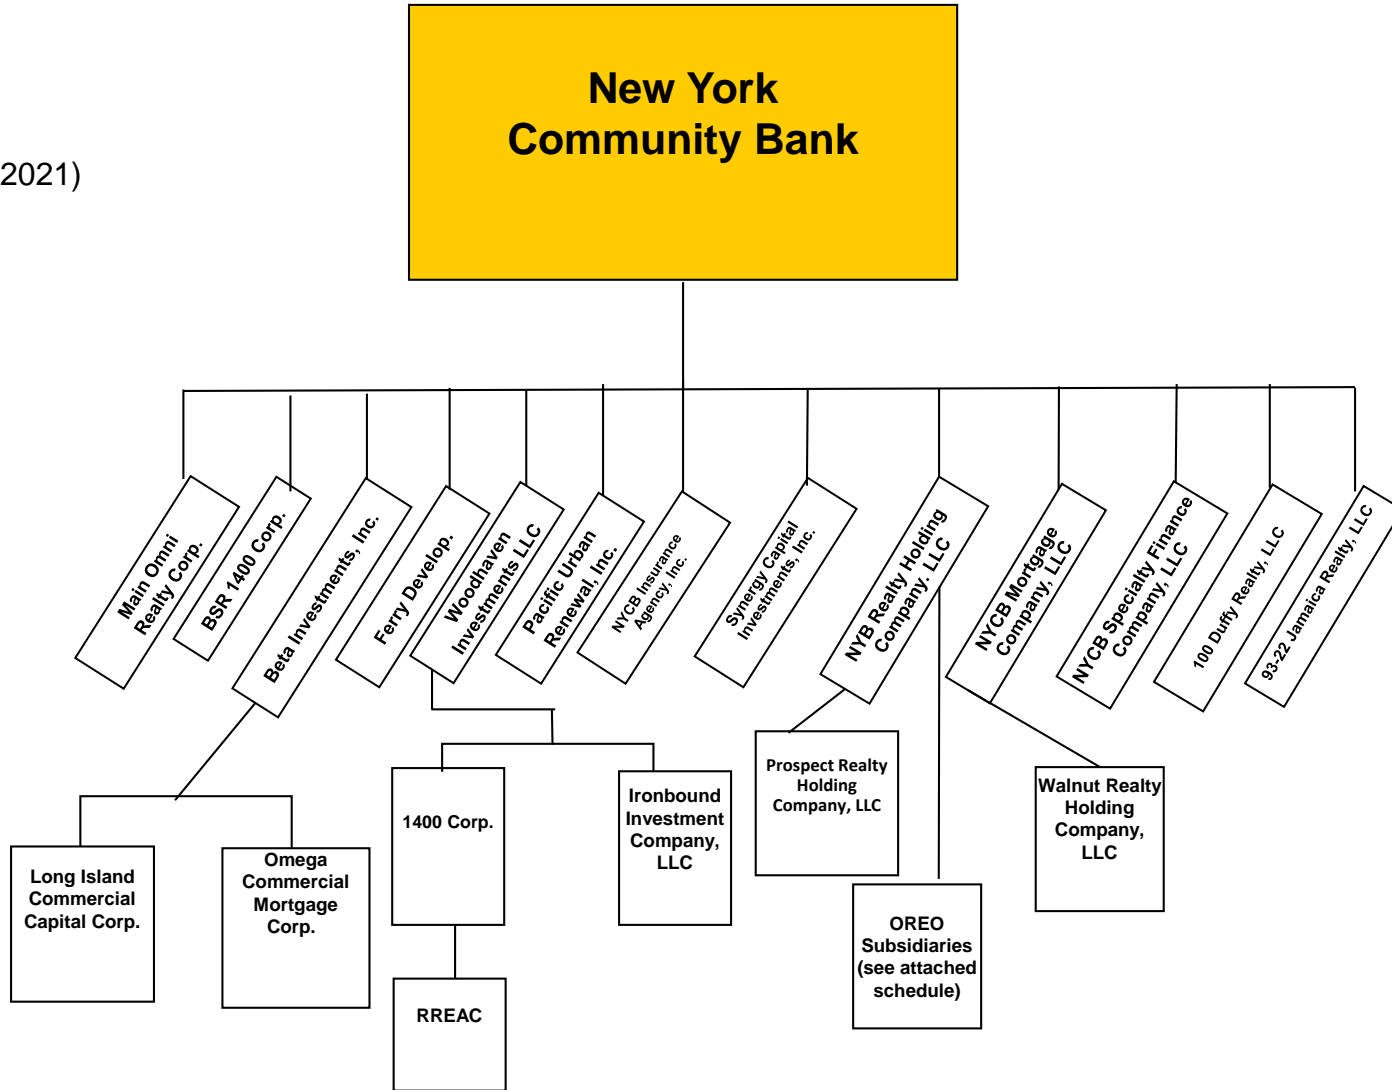 New York
Community Bank
2021)
Main Omni
Realty Corp.
BSR 1400 Corp.
Beta Investments, Inc.
Ferry Develop.
Woodhaven
Investments LLC
Pacific Urban
Renewal, Inc.
NYCB Insurance
Agency, Inc.
Synergy Capital
Investments, Inc.
NYB Realty Holding
Company. LLC
NYCB Mortgage
Company, LLC
NYCB Specialty Finance
Company, LLC
100 Duffy Realty, LLC
93-22 Jamaica Realty, LLC
Long Island
Commercial
Capital Corp.
Omega
Commercial
Mortgage
Corp.
1400 Corp.
RREAC
Ironbound
Investment
Company,
LLC
Prospect Realty
Holding
Company, LLC
OREO
Subsidiaries
(see attached
schedule)
Walnut Realty
Holding
Company,
LLC